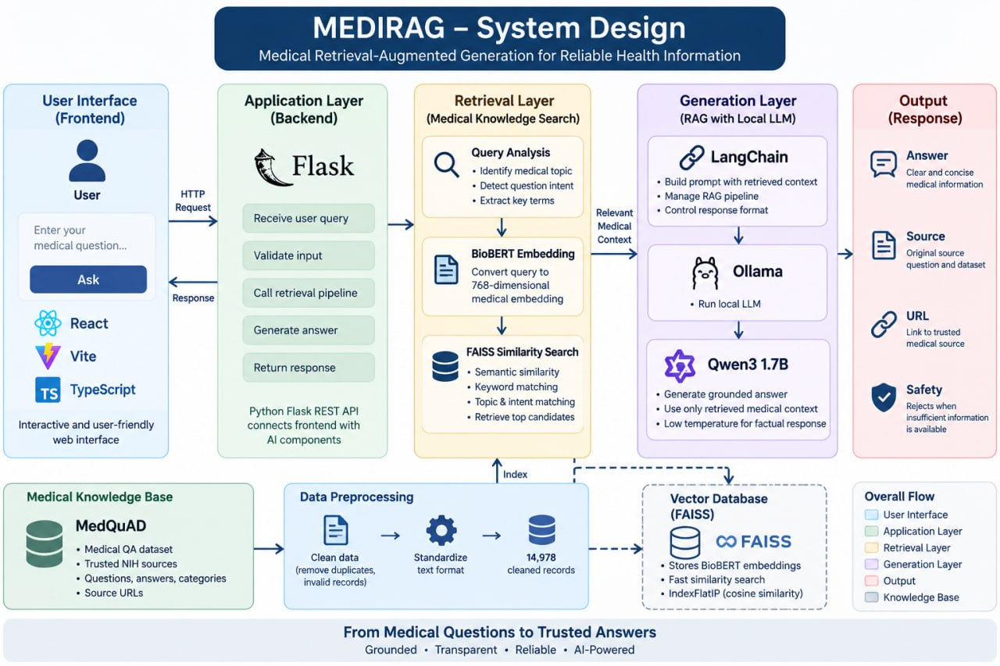 MEDIRAG – System Design
Medical Retrieval-Augmented Generation for Reliable Health Information
User Interface
(Frontend)
User
Enter your
medical question...
Ask
React
Vite
TS TypeScript
Interactive and user-friendly
web interface
HTTP
Request
Response
Application Layer
(Backend)
Flask
Receive user query
Validate input
Call retrieval pipeline
Generate answer
Return response
Python Flask REST API
connects frontend with
AI components
Retrieval Layer
(Medical Knowledge Search)
Query Analysis
• Identify medical topic
• Detect question intent
• Extract key terms
BioBERT Embedding
Convert query to
768-dimensional
medical embedding
FAISS Similarity Search
• Semantic similarity
• Keyword matching
• Topic & intent matching
• Retrieve top candidates
Relevant
Medical
Context
Generation Layer
(RAG with Local LLM)
LangChain
• Build prompt with retrieved context
• Manage RAG pipeline
• Control response format
Ollama
• Run local LLM
Qwen3 1.7B
• Generate grounded answer
• Use only retrieved medical context
• Low temperature for factual response
Output
(Response)
Answer
Clear and concise
medical information
Source
Original source
question and dataset
URL
Link to trusted
medical source
Safety
Rejects when
insufficient information
is available
Medical Knowledge Base
MedQuAD
• Medical QA dataset
• Trusted NIH sources
• Questions, answers, categories
• Source URLs
Index
Data Preprocessing
Clean data
(remove duplicates,
invalid records)
Standardize
text format
14,978
cleaned records
Vector Database
(FAISS)
FAISS
• Stores BioBERT embeddings
• Fast similarity search
• IndexFlatIP (cosine similarity)
Overall Flow
User Interface
Application Layer
Retrieval Layer
Generation Layer
Output
Knowledge Base
From Medical Questions to Trusted Answers
Grounded • Transparent • Reliable • AI-Powered